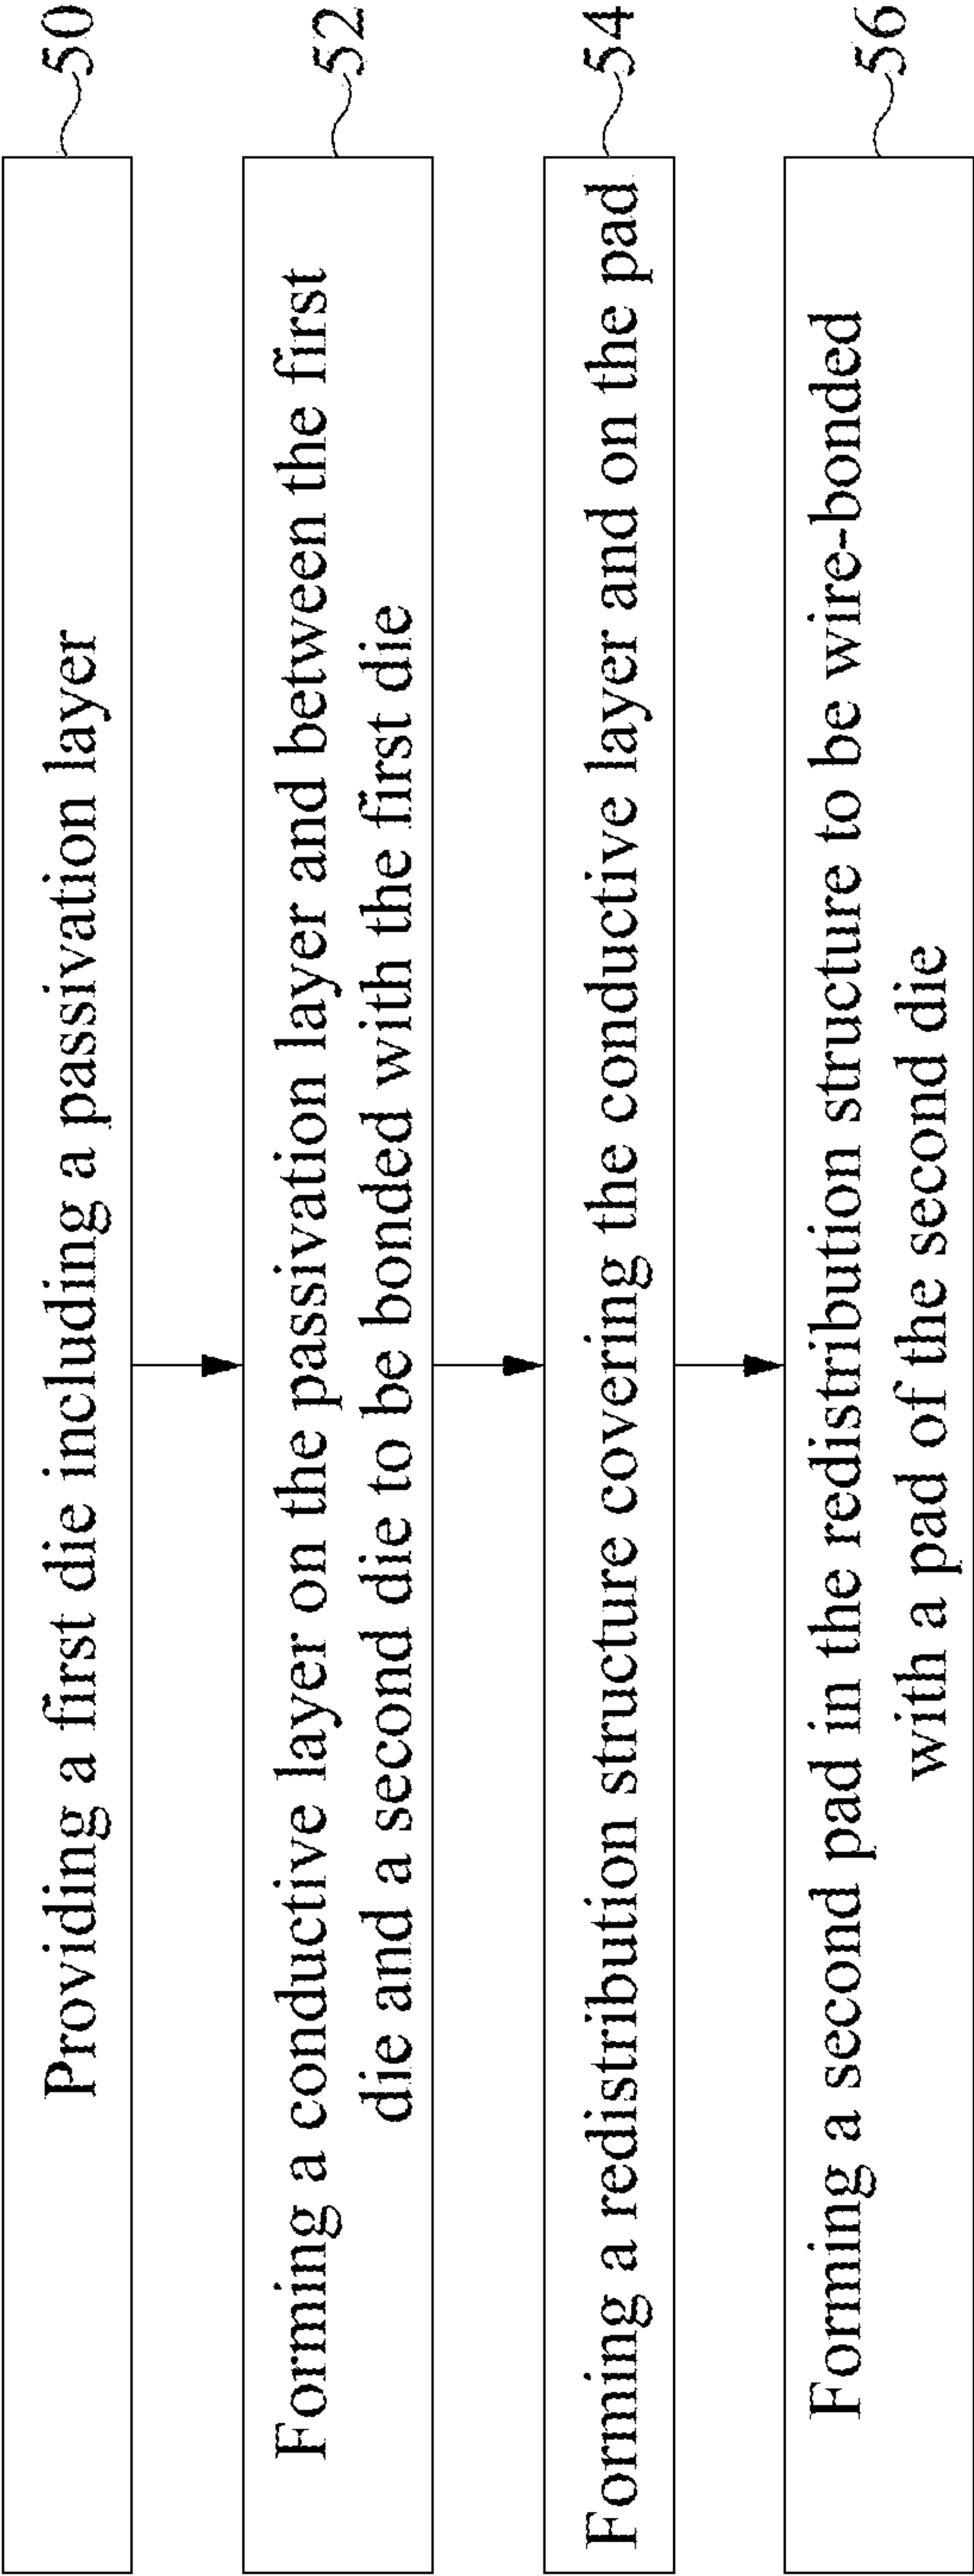 Providing a first die including a passivation layer
50
Forming a conductive layer on the passivation layer and between the first
die and a second die to be bonded with the first die
52
Forming a redistribution structure covering the conductive layer and on the pad
54
Forming a second pad in the redistribution structure to be wire-bonded
with a pad of the second die
56